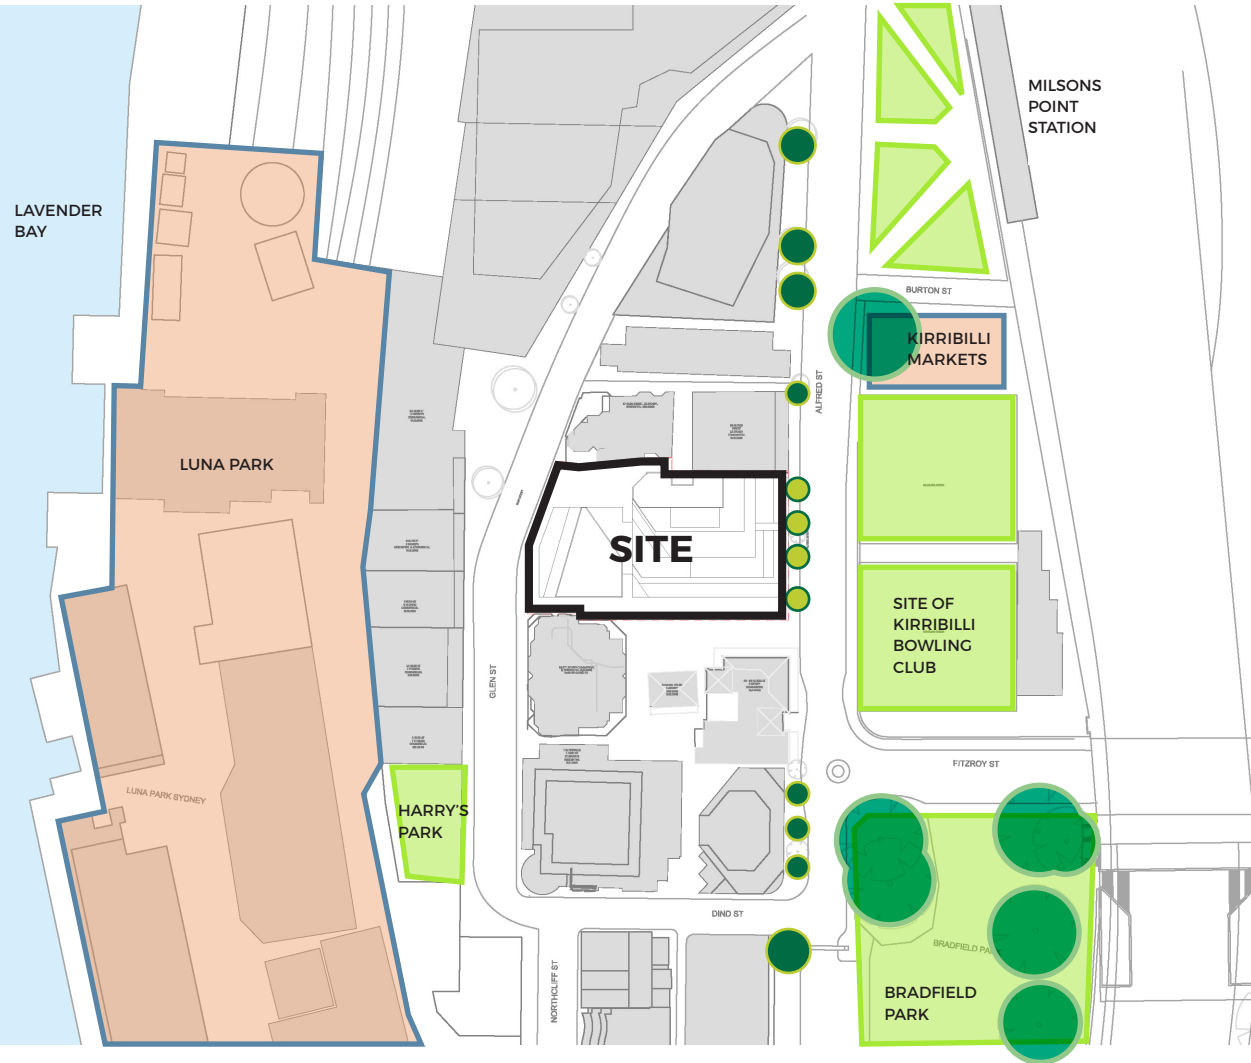 MILSONS
POINT
STATION
LAVENDER
BAY
BURTON ST
KIRRIBILLI
MARKETS
ALFRED ST
LUNA PARK
SITE
SITE OF
KIRRIBILLI
BOWLING
CLUB
GLEN ST
FITZROY ST
LUNA PARK SYDNEY
HARRY'S
PARK
DIND ST
BRADFIELD PARK
NORTHCLIFF ST
BRADFIELD
PARK